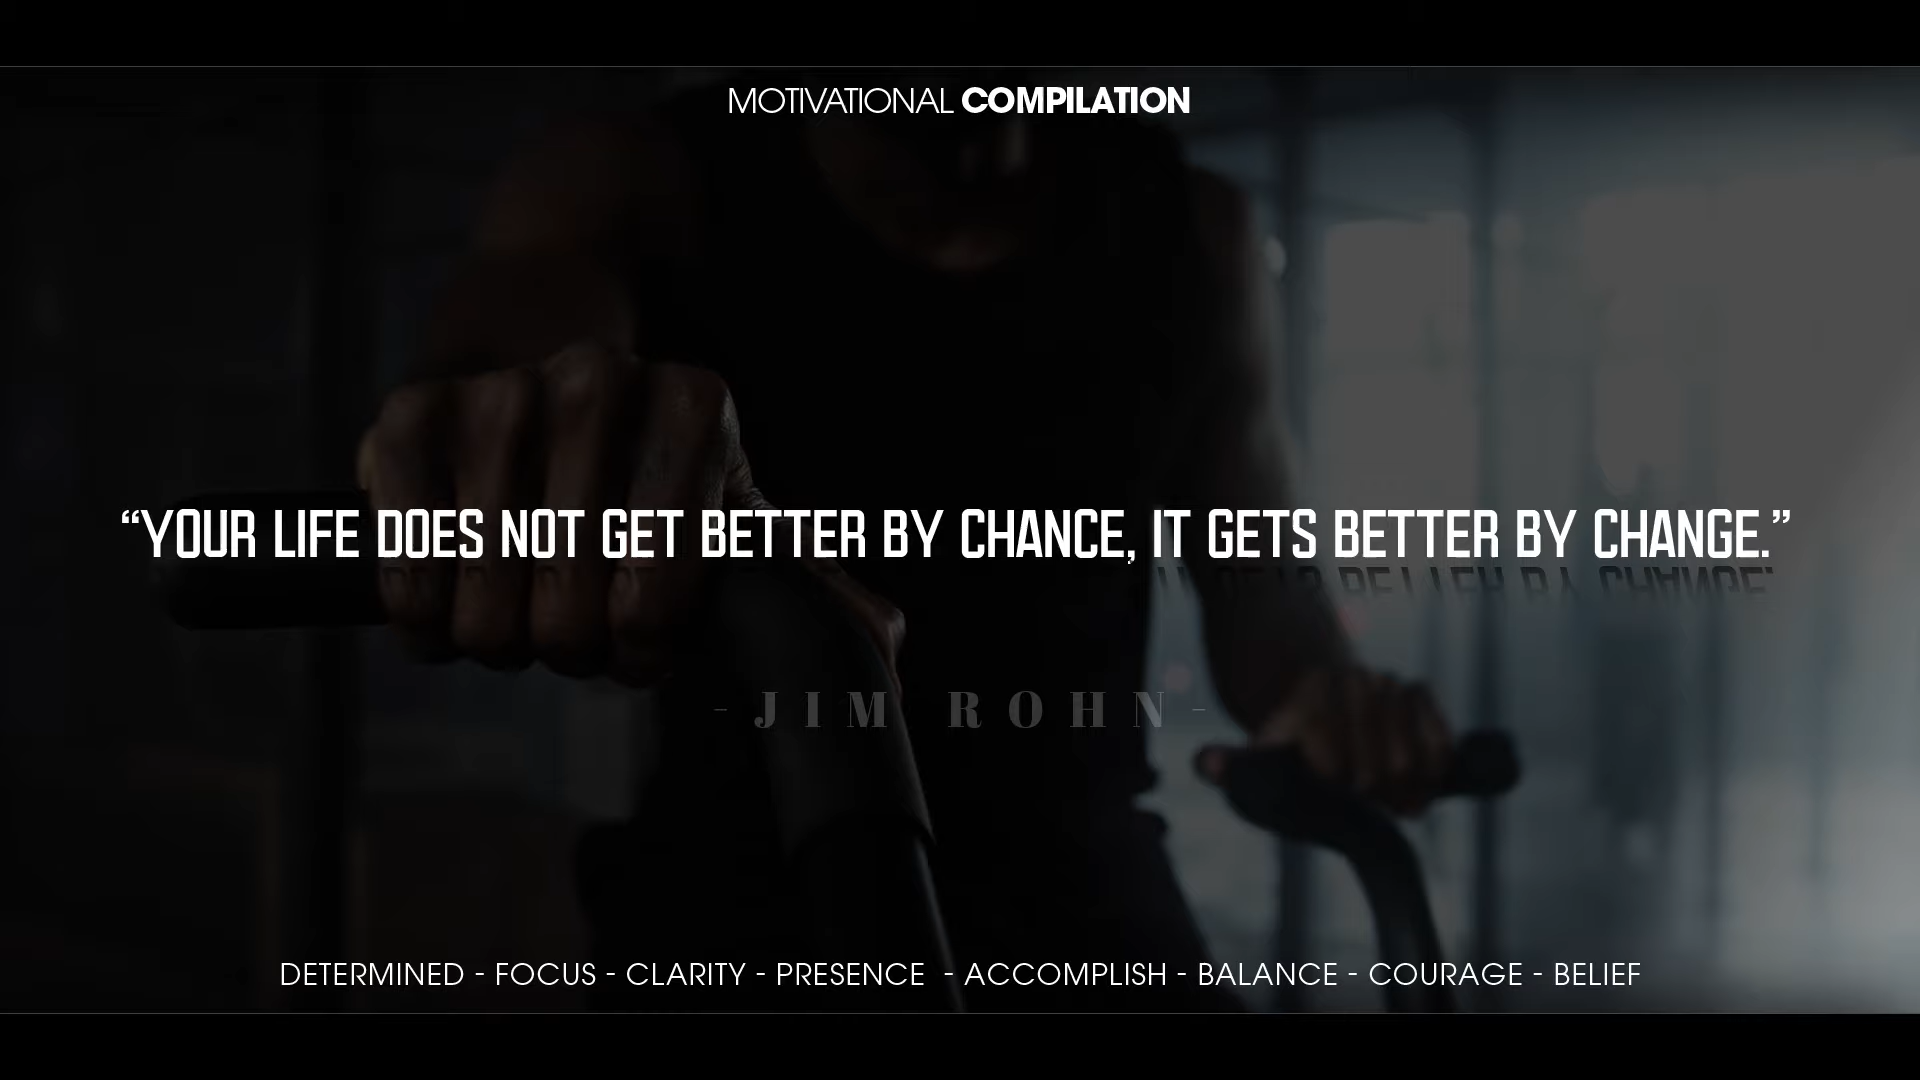 MOTIVATIONAL COMPILATION
“YOUR LIFE DOES NOT GET BETTER BY CHANCE, IT GETS BETTER BY CHANGE.”
- JIM ROHN -
DETERMINED - FOCUS - CLARITY - PRESENCE - ACCOMPLISH - BALANCE - COURAGE - BELIEF